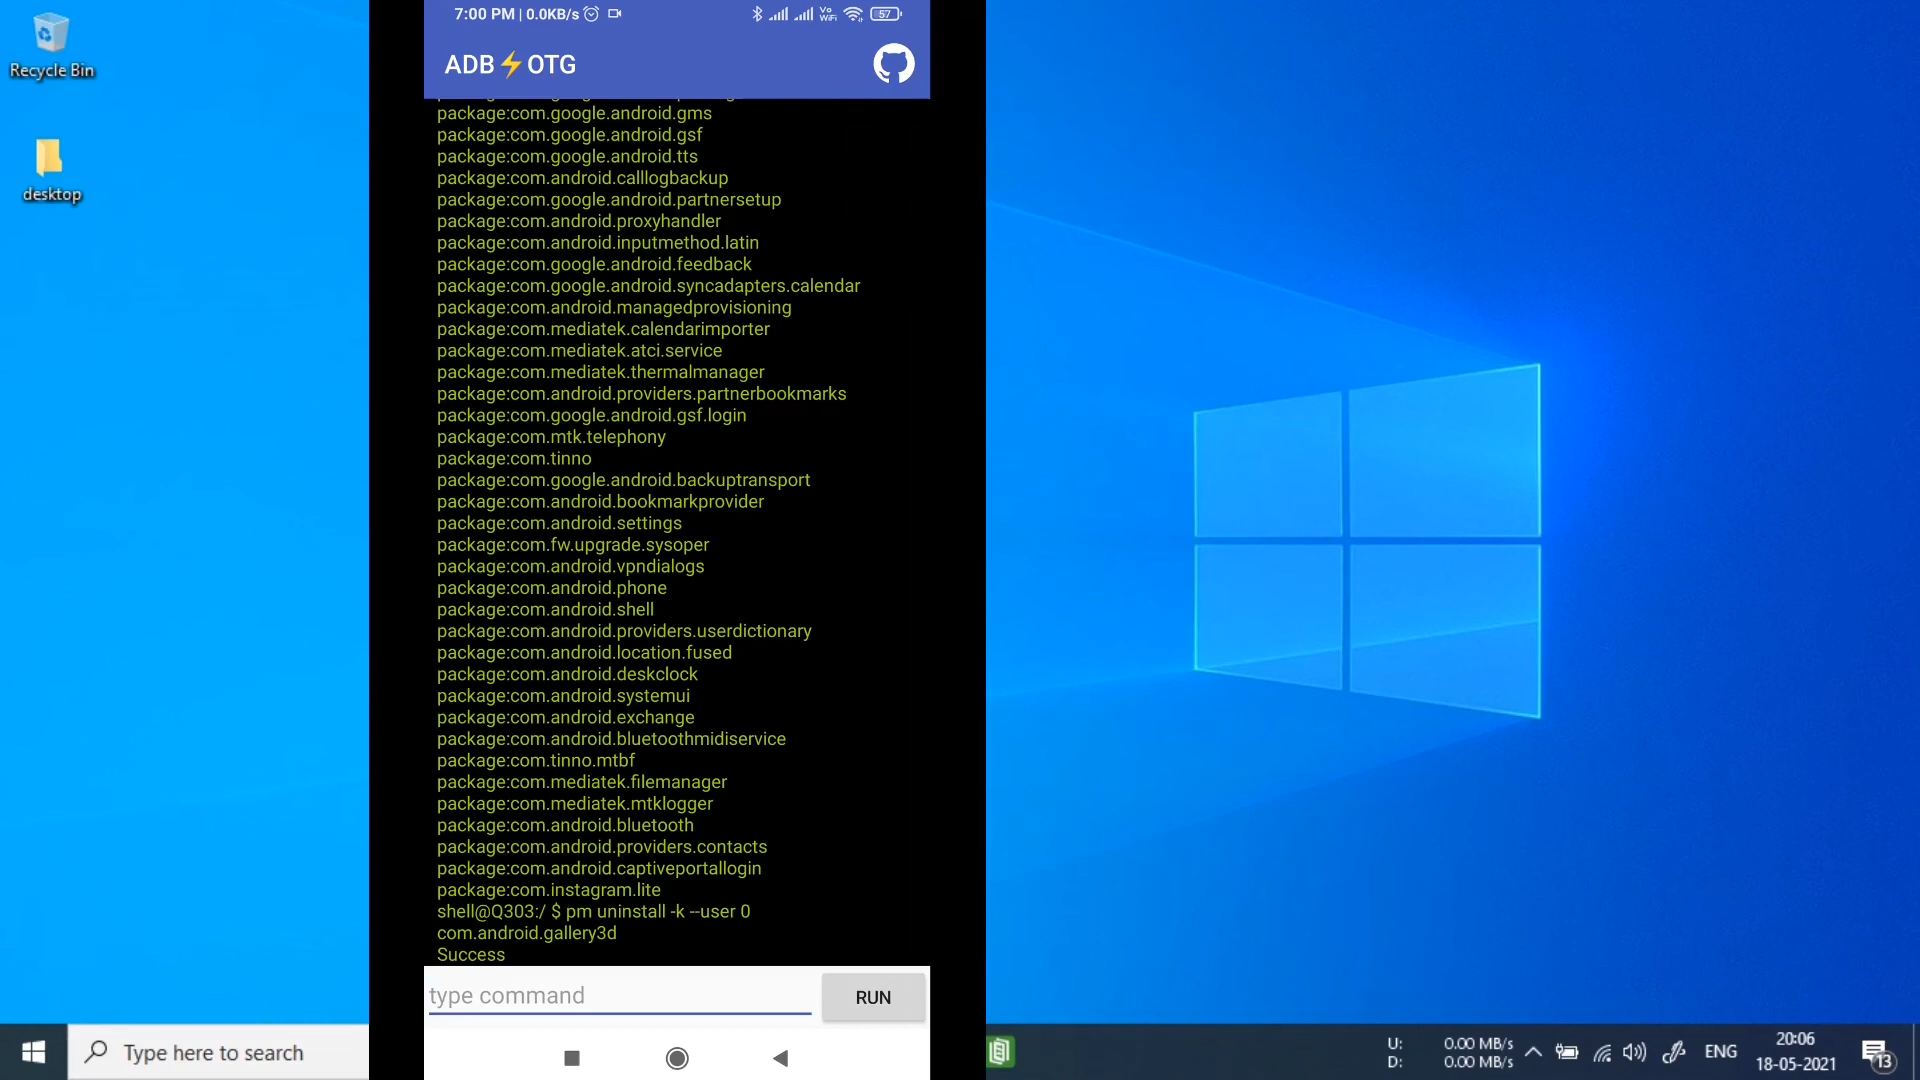 Recycle Bin
desktop
7:00 PM | 0.0KB/s
Vo
WiFi
57
ADB⚡OTG
package:com.google.android.gms
package:com.google.android.gsf
package:com.google.android.tts
package:com.android.calllogbackup
package:com.google.android.partnersetup
package:com.android.proxyhandler
package:com.android.inputmethod.latin
package:com.google.android.feedback
package:com.google.android.syncadapters.calendar
package:com.android.managedprovisioning
package:com.mediatek.calendarimporter
package:com.mediatek.atci.service
package:com.mediatek.thermalmanager
package:com.android.providers.partnerbookmarks
package:com.google.android.gsf.login
package:com.mtk.telephony
package:com.tinno
package:com.google.android.backuptransport
package:com.android.bookmarkprovider
package:com.android.settings
package:com.fw.upgrade.sysoper
package:com.android.vpndialogs
package:com.android.phone
package:com.android.shell
package:com.android.providers.userdictionary
package:com.android.location.fused
package:com.android.deskclock
package:com.android.systemui
package:com.android.exchange
package:com.android.bluetoothmidiservice
package:com.tinno.mtbf
package:com.mediatek.filemanager
package:com.mediatek.mtklogger
package:com.android.bluetooth
package:com.android.providers.contacts
package:com.android.captiveportallogin
package:com.instagram.lite
shell@Q303:/ $ pm uninstall -k --user 0
com.android.gallery3d
Success
type command
RUN
Type here to search
U: 0.00 MB/s
D: 0.00 MB/s
ENG
20:06
18-05-2021
13